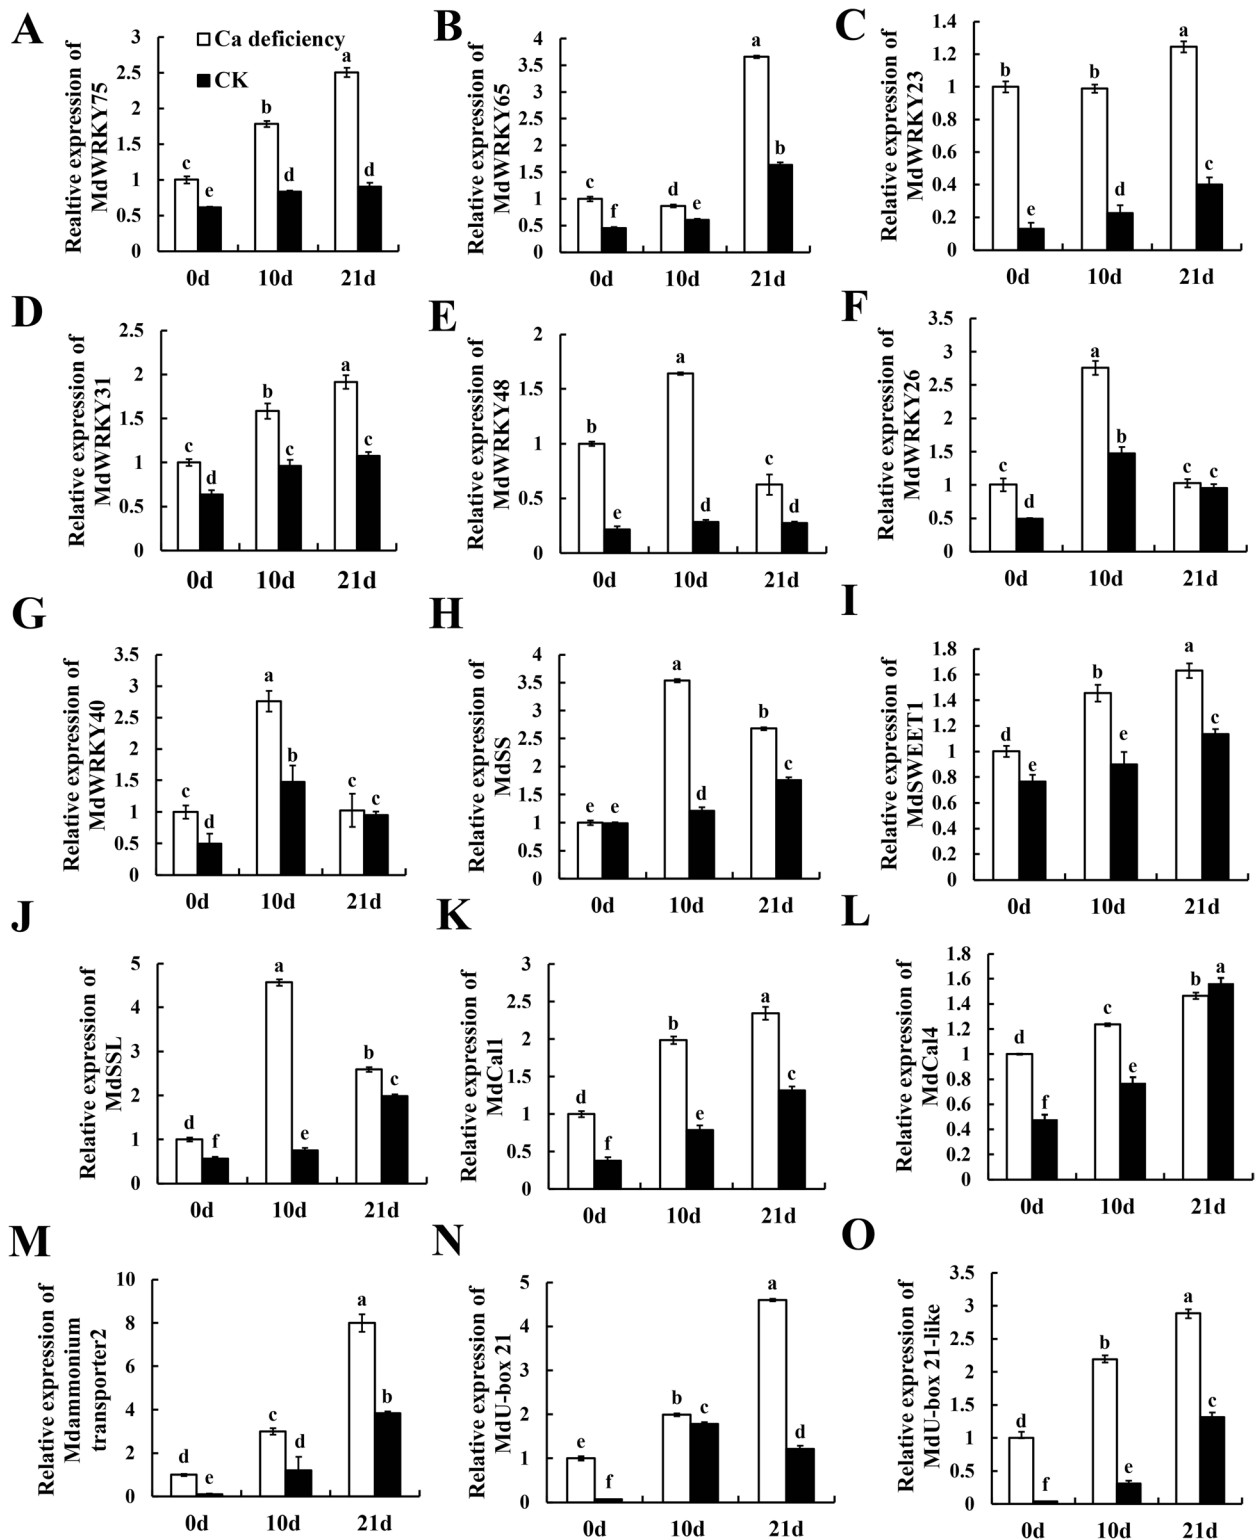 A
Realtive expression of
MdWRKY75
3
2.5
2
1.5
1
0.5
0
Ca deficiency
CK
c
e
b
d
a
d
0d 10d 21d
B
Relative expression of
MdWRKY65
4
3.5
3
2.5
2
1.5
1
0.5
0
c
f
d
e
a
b
0d 10d 21d
C
Relative expression of
MdWRKY23
1.4
1.2
1
0.8
0.6
0.4
0.2
0
b
e
b
d
a
c
0d 10d 21d
D
Relative expression of
MdWRKY31
2.5
2
1.5
1
0.5
0
c
d
b
c
a
c
0d 10d 21d
E
Relative expression of
MdWRKY48
2
1.5
1
0.5
0
b
e
a
d
c
d
0d 10d 21d
F
Relative expression of
MdWRKY26
3.5
3
2.5
2
1.5
1
0.5
0
c
d
a
b
c
c
0d 10d 21d
G
Relative expression of
MdWRKY40
3.5
3
2.5
2
1.5
1
0.5
0
c
d
a
b
c
c
0d 10d 21d
H
Relative expression of
MdSS
4
3.5
3
2.5
2
1.5
1
0.5
0
e
e
a
d
b
c
0d 10d 21d
I
Relative expression of
MdSWEET1
1.8
1.6
1.4
1.2
1
0.8
0.6
0.4
0.2
0
d
e
b
e
a
c
0d 10d 21d
J
Relative expression of
MdSSL
5
4
3
2
1
0
d
f
a
e
b
c
0d 10d 21d
K
Relative expression of
MdCal1
3
2.5
2
1.5
1
0.5
0
d
f
b
e
a
c
0d 10d 21d
L
Relative expression of
MdCal4
1.8
1.6
1.4
1.2
1
0.8
0.6
0.4
0.2
0
d
f
c
e
b
a
0d 10d 21d
M
Relative expression of
Mdammonium
transporter2
10
8
6
4
2
0
d
e
c
d
a
b
0d 10d 21d
N
Relative expression of
MdU-box 21
5
4
3
2
1
0
e
f
b
c
a
d
0d 10d 21d
O
Relative expression of
MdU-box 21-like
3.5
3
2.5
2
1.5
1
0.5
0
d
f
b
e
a
c
0d 10d 21d